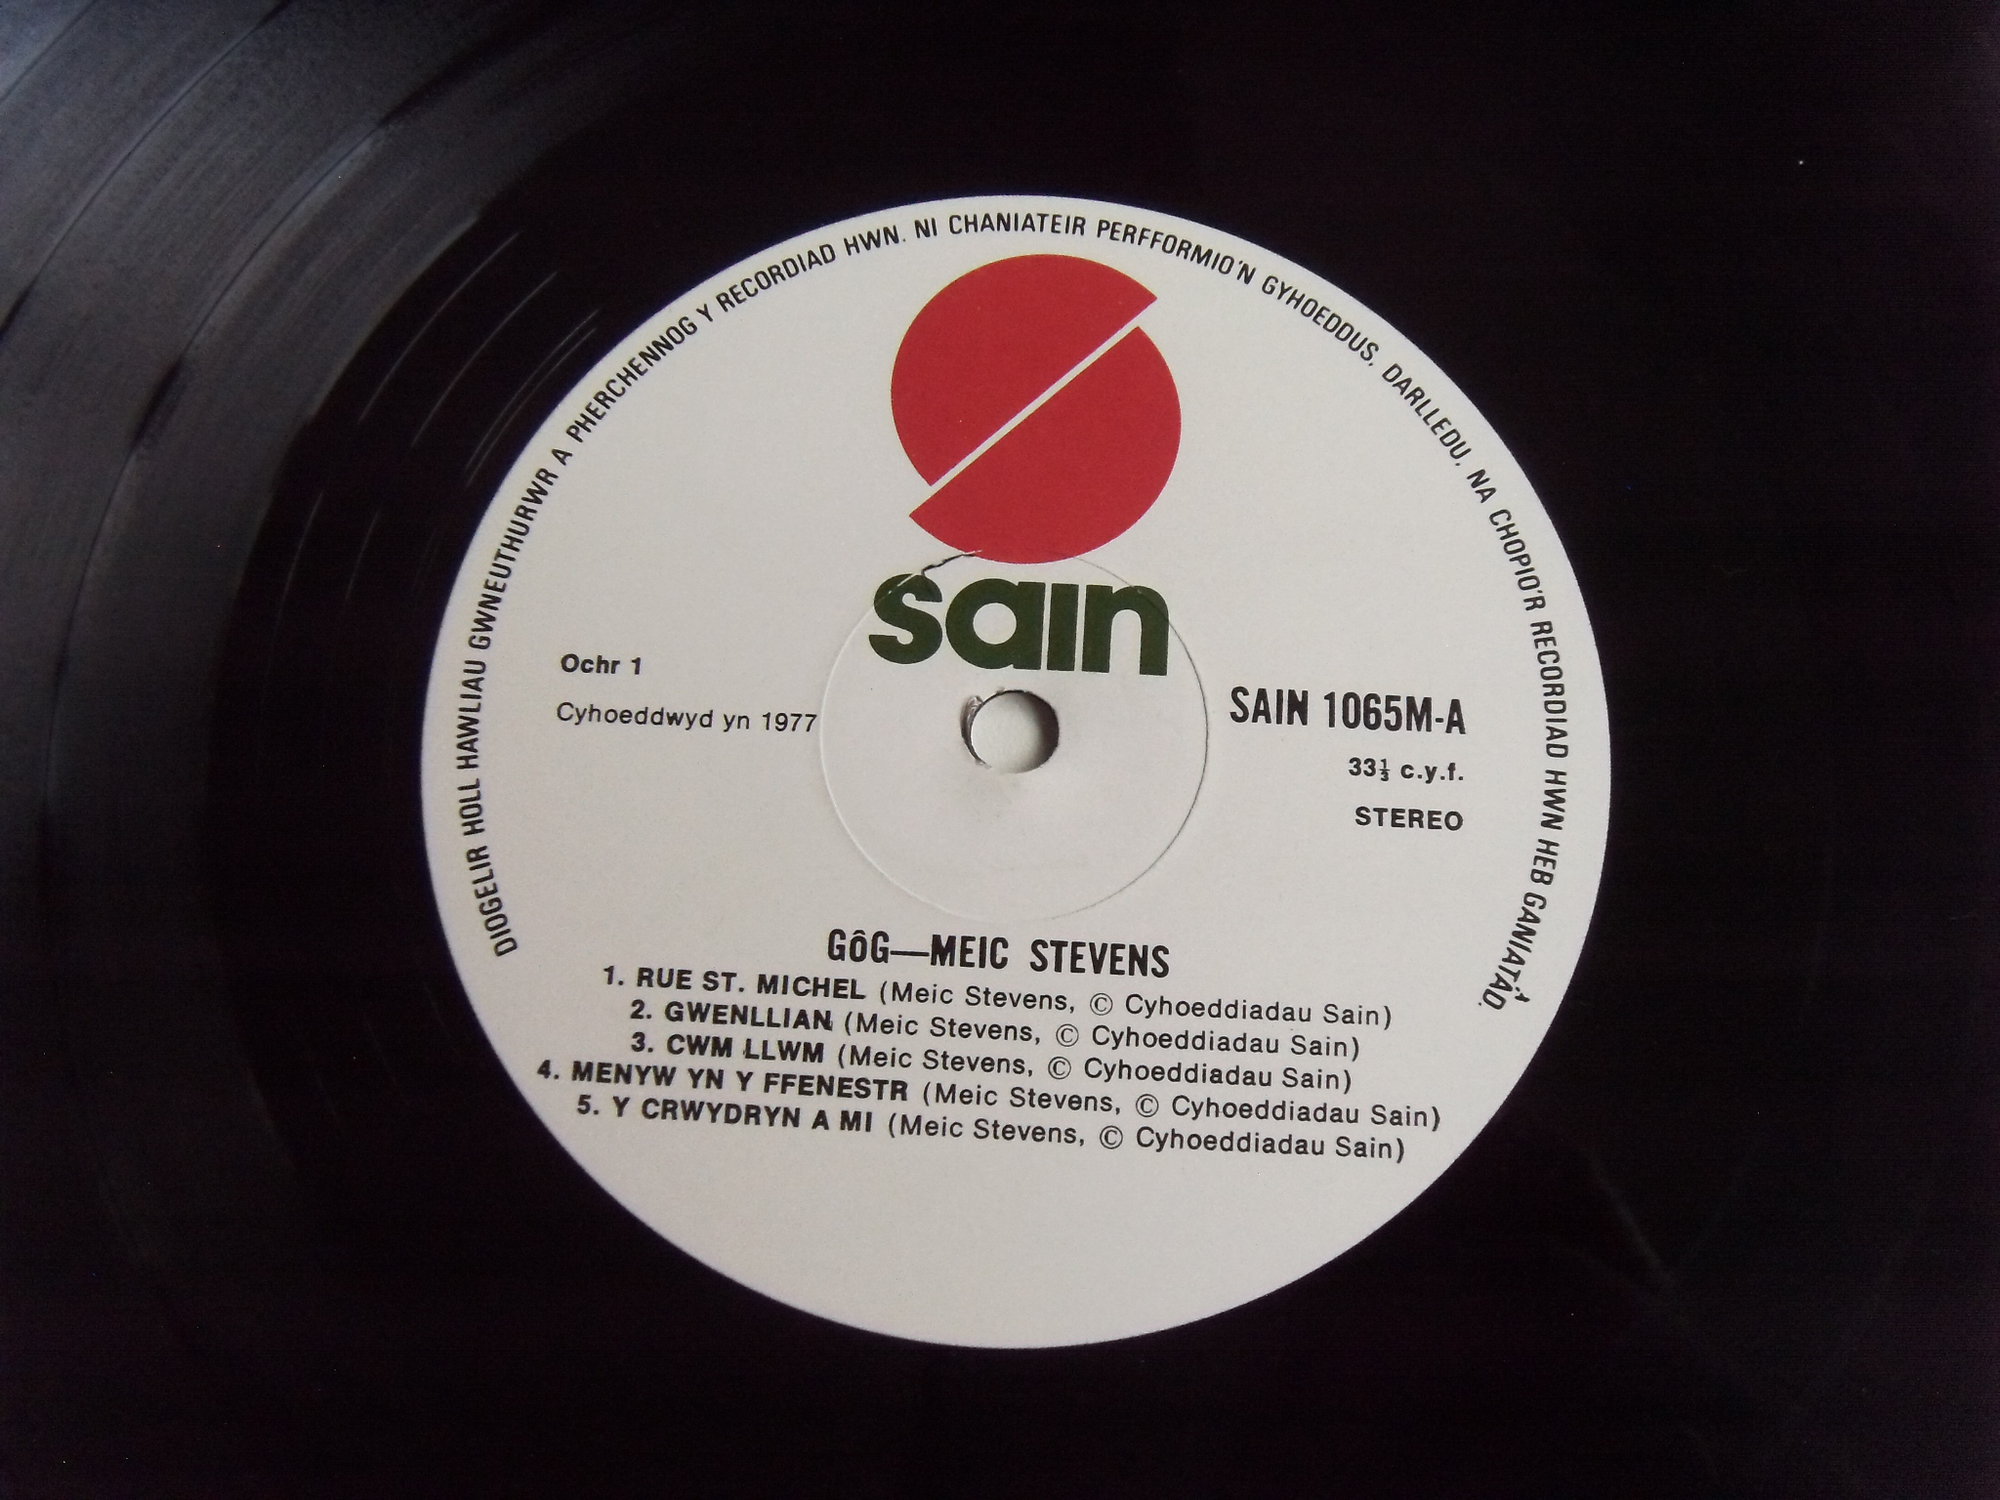 DIOGELIR HOLL HAWLIAU GWNEUTHURWR A PHERCHENNOG Y RECORDIAD HWN. NI CHANIATEIR PERFFORMIO'N GYHOEDDUS, DARLLEDU, NA CHOPIO'R RECORDIAD HWN HEB GANIATÂD.
sain
Ochr 1
Cyhoeddwyd yn 1977
SAIN 1065M-A
33⅓ c.y.f.
STEREO
GôG—MEIC STEVENS
1. RUE ST. MICHEL (Meic Stevens, © Cyhoeddiadau Sain)
2. GWENLLIAN (Meic Stevens, © Cyhoeddiadau Sain)
3. CWM LLWM (Meic Stevens, © Cyhoeddiadau Sain)
4. MENYW YN Y FFENESTR (Meic Stevens, © Cyhoeddiadau Sain)
5. Y CRWYDRYN A MI (Meic Stevens, © Cyhoeddiadau Sain)